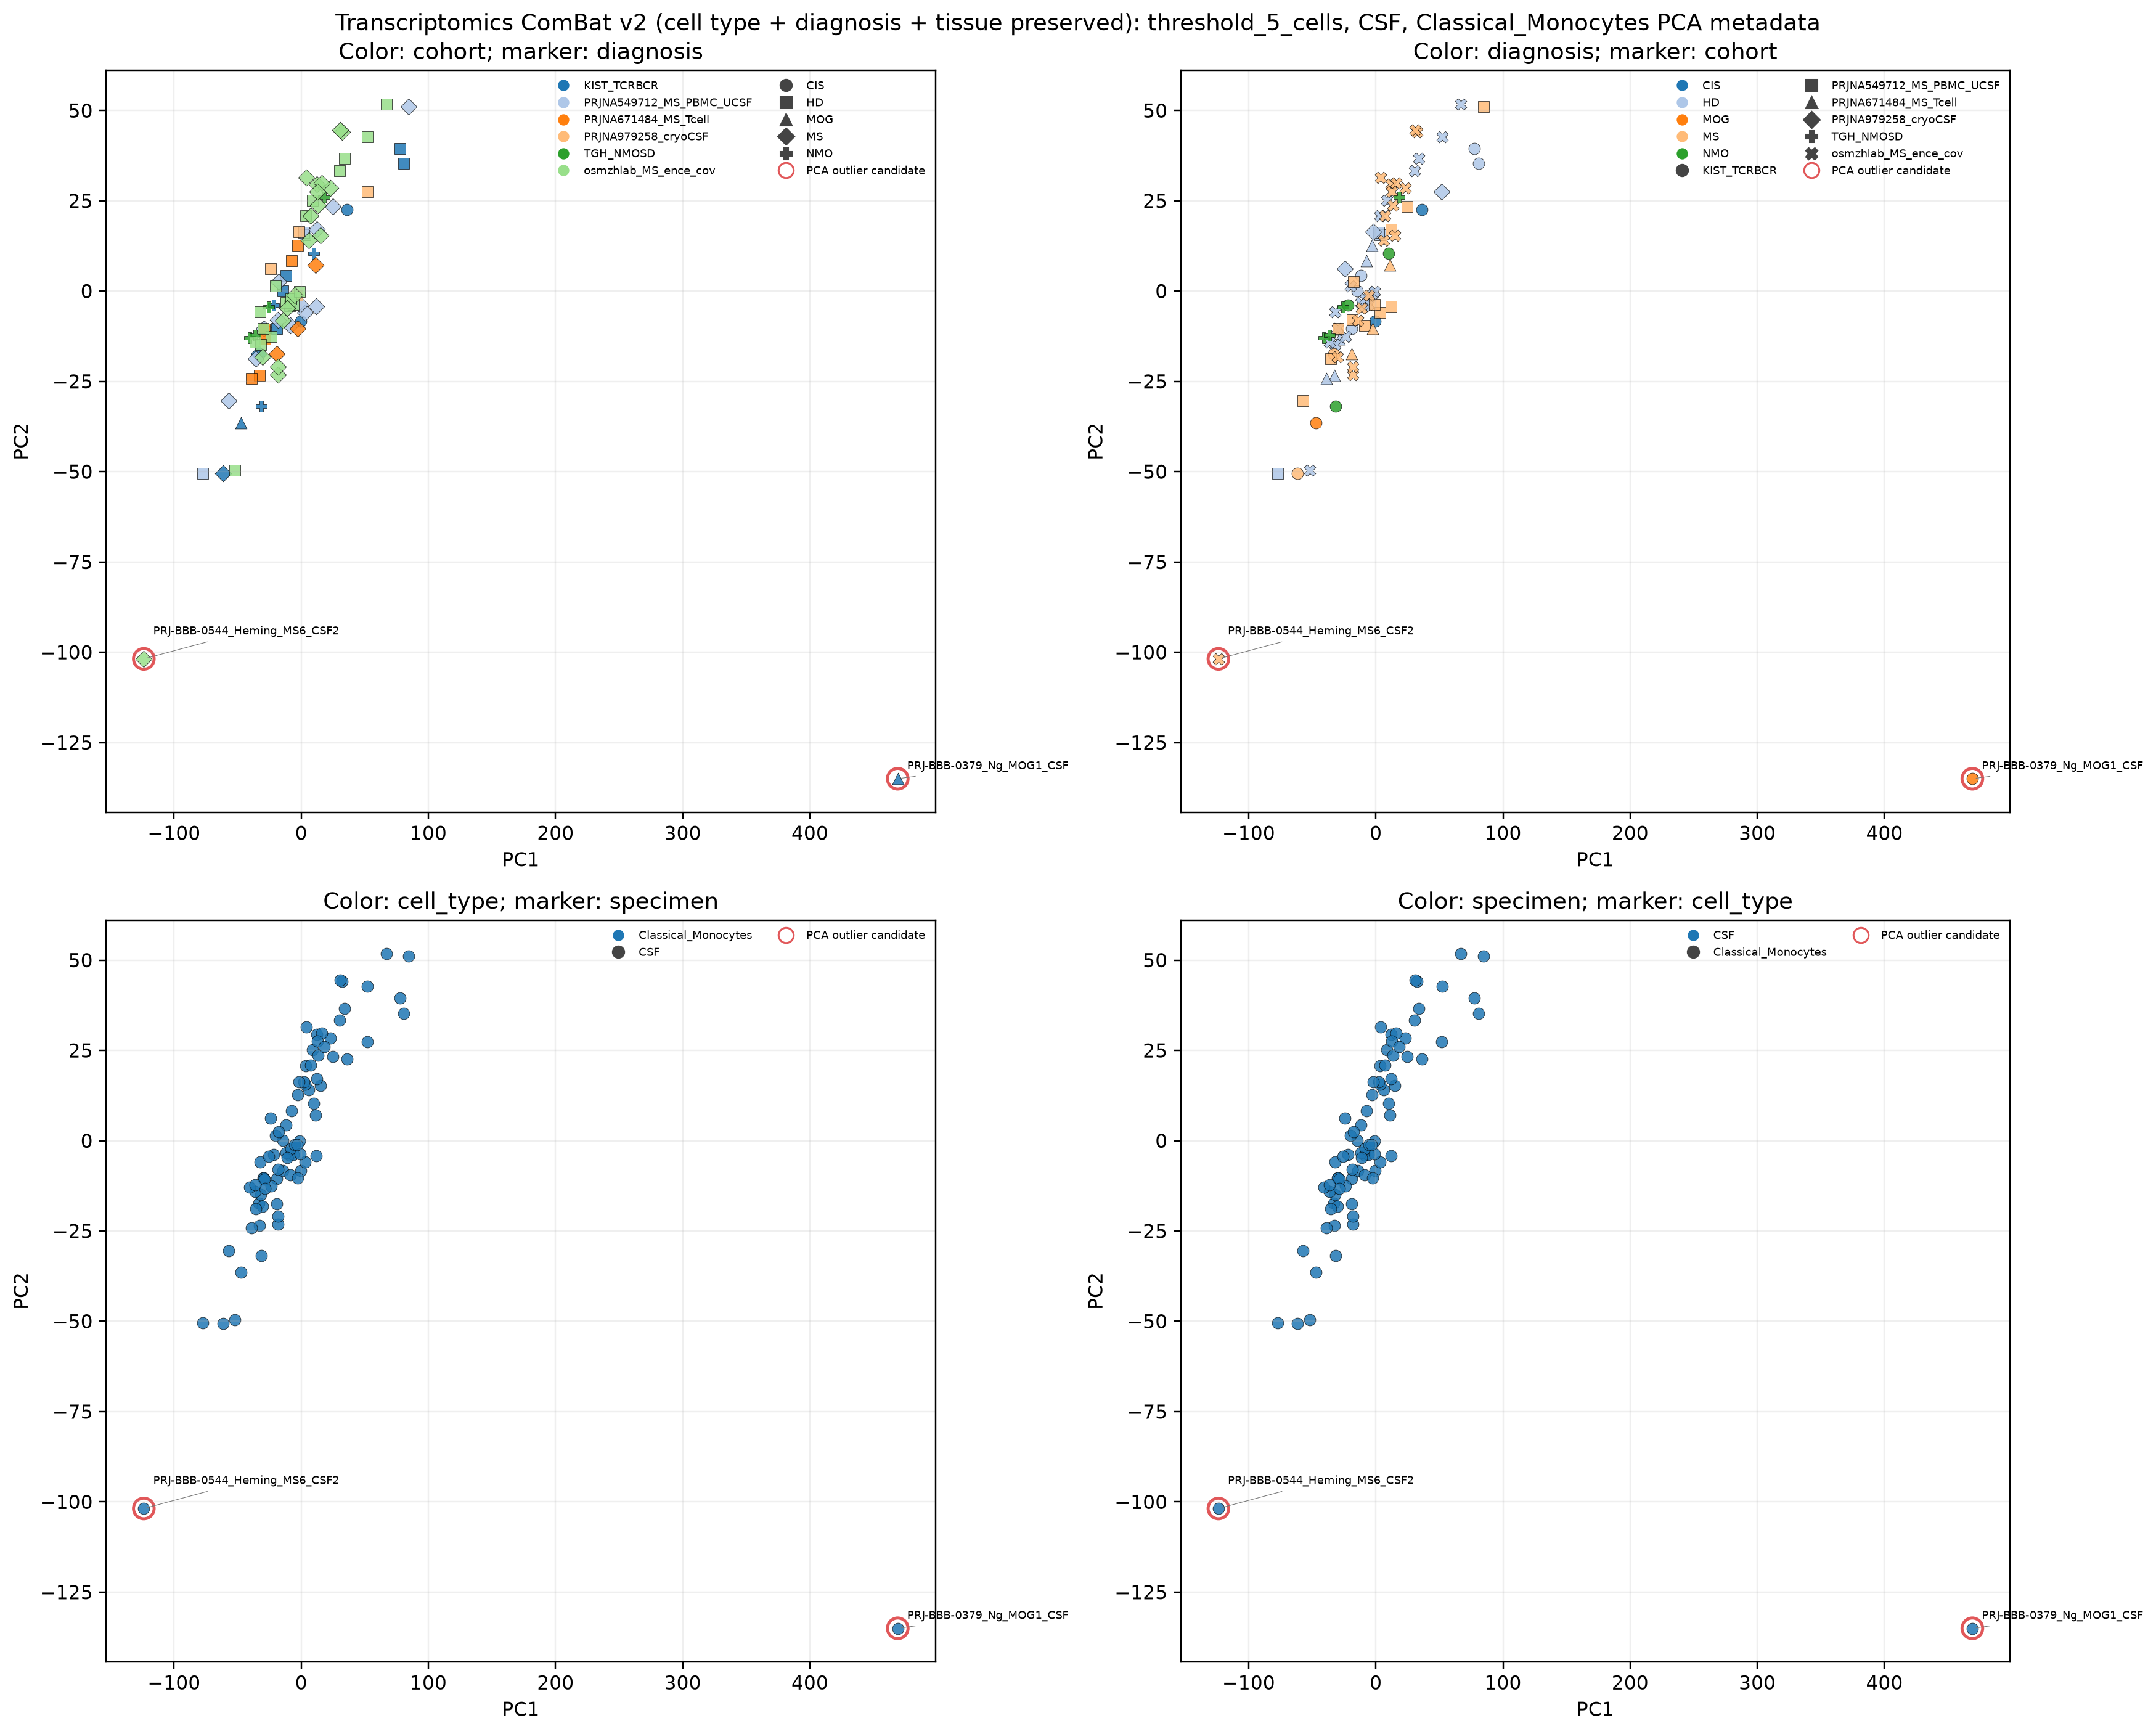 Transcriptomics ComBat v2 (cell type + diagnosis + tissue preserved): threshold_5_cells, CSF, Classical_Monocytes PCA metadata
Color: cohort; marker: diagnosis
KIST_TCRBCR
PRJNA549712_MS_PBMC_UCSF
PRJNA671484_MS_Tcell
PRJNA979258_cryoCSF
TGH_NMOSD
osmzhlab_MS_ence_cov
CIS
HD
MOG
MS
NMO
PCA outlier candidate
50
25
0
−25
−50
−75
−100
−125
PC2
PRJ-BBB-0544_Heming_MS6_CSF2
PRJ-BBB-0379_Ng_MOG1_CSF
−100
0
100
200
300
400
PC1
Color: diagnosis; marker: cohort
CIS
HD
MOG
MS
NMO
KIST_TCRBCR
PRJNA549712_MS_PBMC_UCSF
PRJNA671484_MS_Tcell
PRJNA979258_cryoCSF
TGH_NMOSD
osmzhlab_MS_ence_cov
PCA outlier candidate
50
25
0
−25
−50
−75
−100
−125
PC2
PRJ-BBB-0544_Heming_MS6_CSF2
PRJ-BBB-0379_Ng_MOG1_CSF
−100
0
100
200
300
400
PC1
Color: cell_type; marker: specimen
Classical_Monocytes
CSF
PCA outlier candidate
50
25
0
−25
−50
−75
−100
−125
PC2
PRJ-BBB-0544_Heming_MS6_CSF2
PRJ-BBB-0379_Ng_MOG1_CSF
−100
0
100
200
300
400
PC1
Color: specimen; marker: cell_type
CSF
Classical_Monocytes
PCA outlier candidate
50
25
0
−25
−50
−75
−100
−125
PC2
PRJ-BBB-0544_Heming_MS6_CSF2
PRJ-BBB-0379_Ng_MOG1_CSF
−100
0
100
200
300
400
PC1